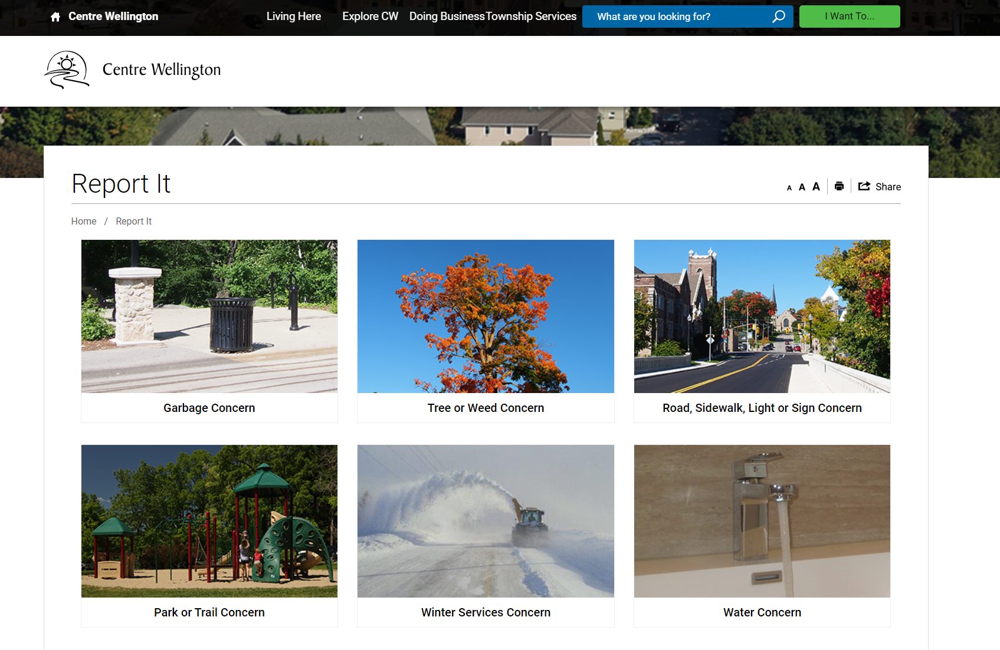 Centre Wellington
Living Here
Explore CW
Doing Business
Township Services
What are you looking for?
I Want To...
Centre Wellington
Report It
A A A
Share
Home / Report It
Garbage Concern
Tree or Weed Concern
Road, Sidewalk, Light or Sign Concern
Park or Trail Concern
Winter Services Concern
Water Concern